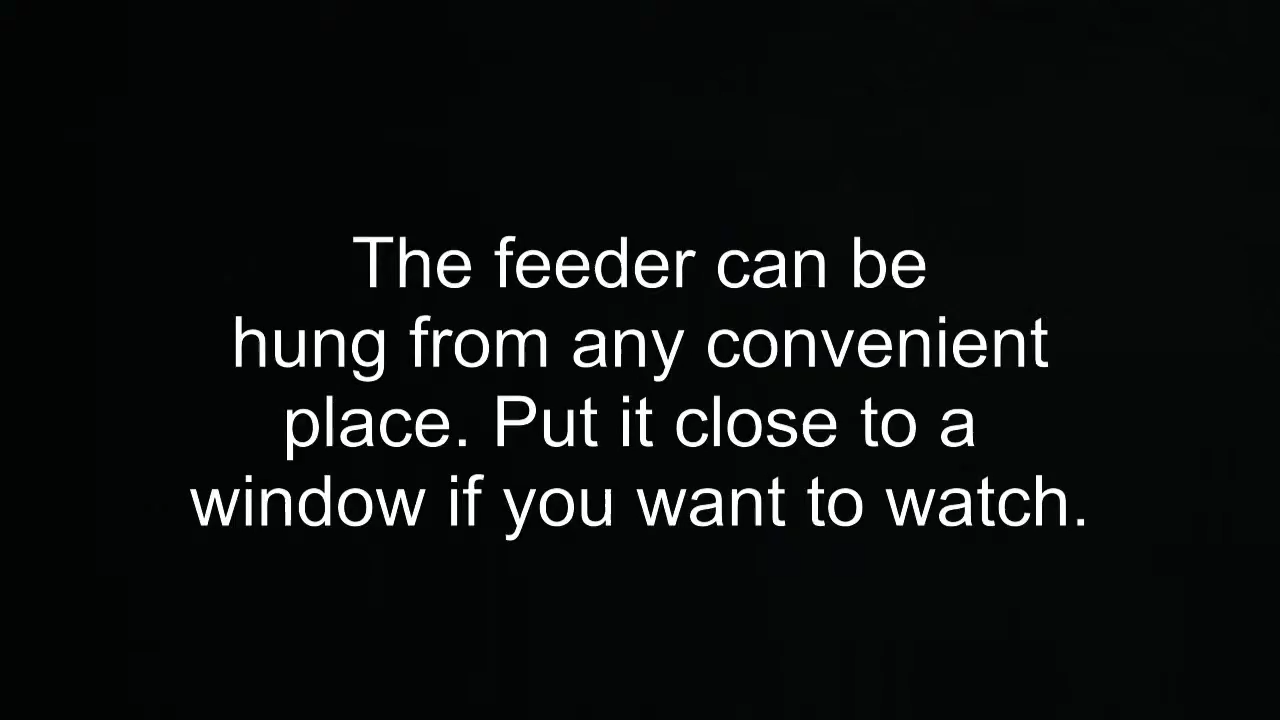 The feeder can be
hung from any convenient
place. Put it close to a
window if you want to watch.